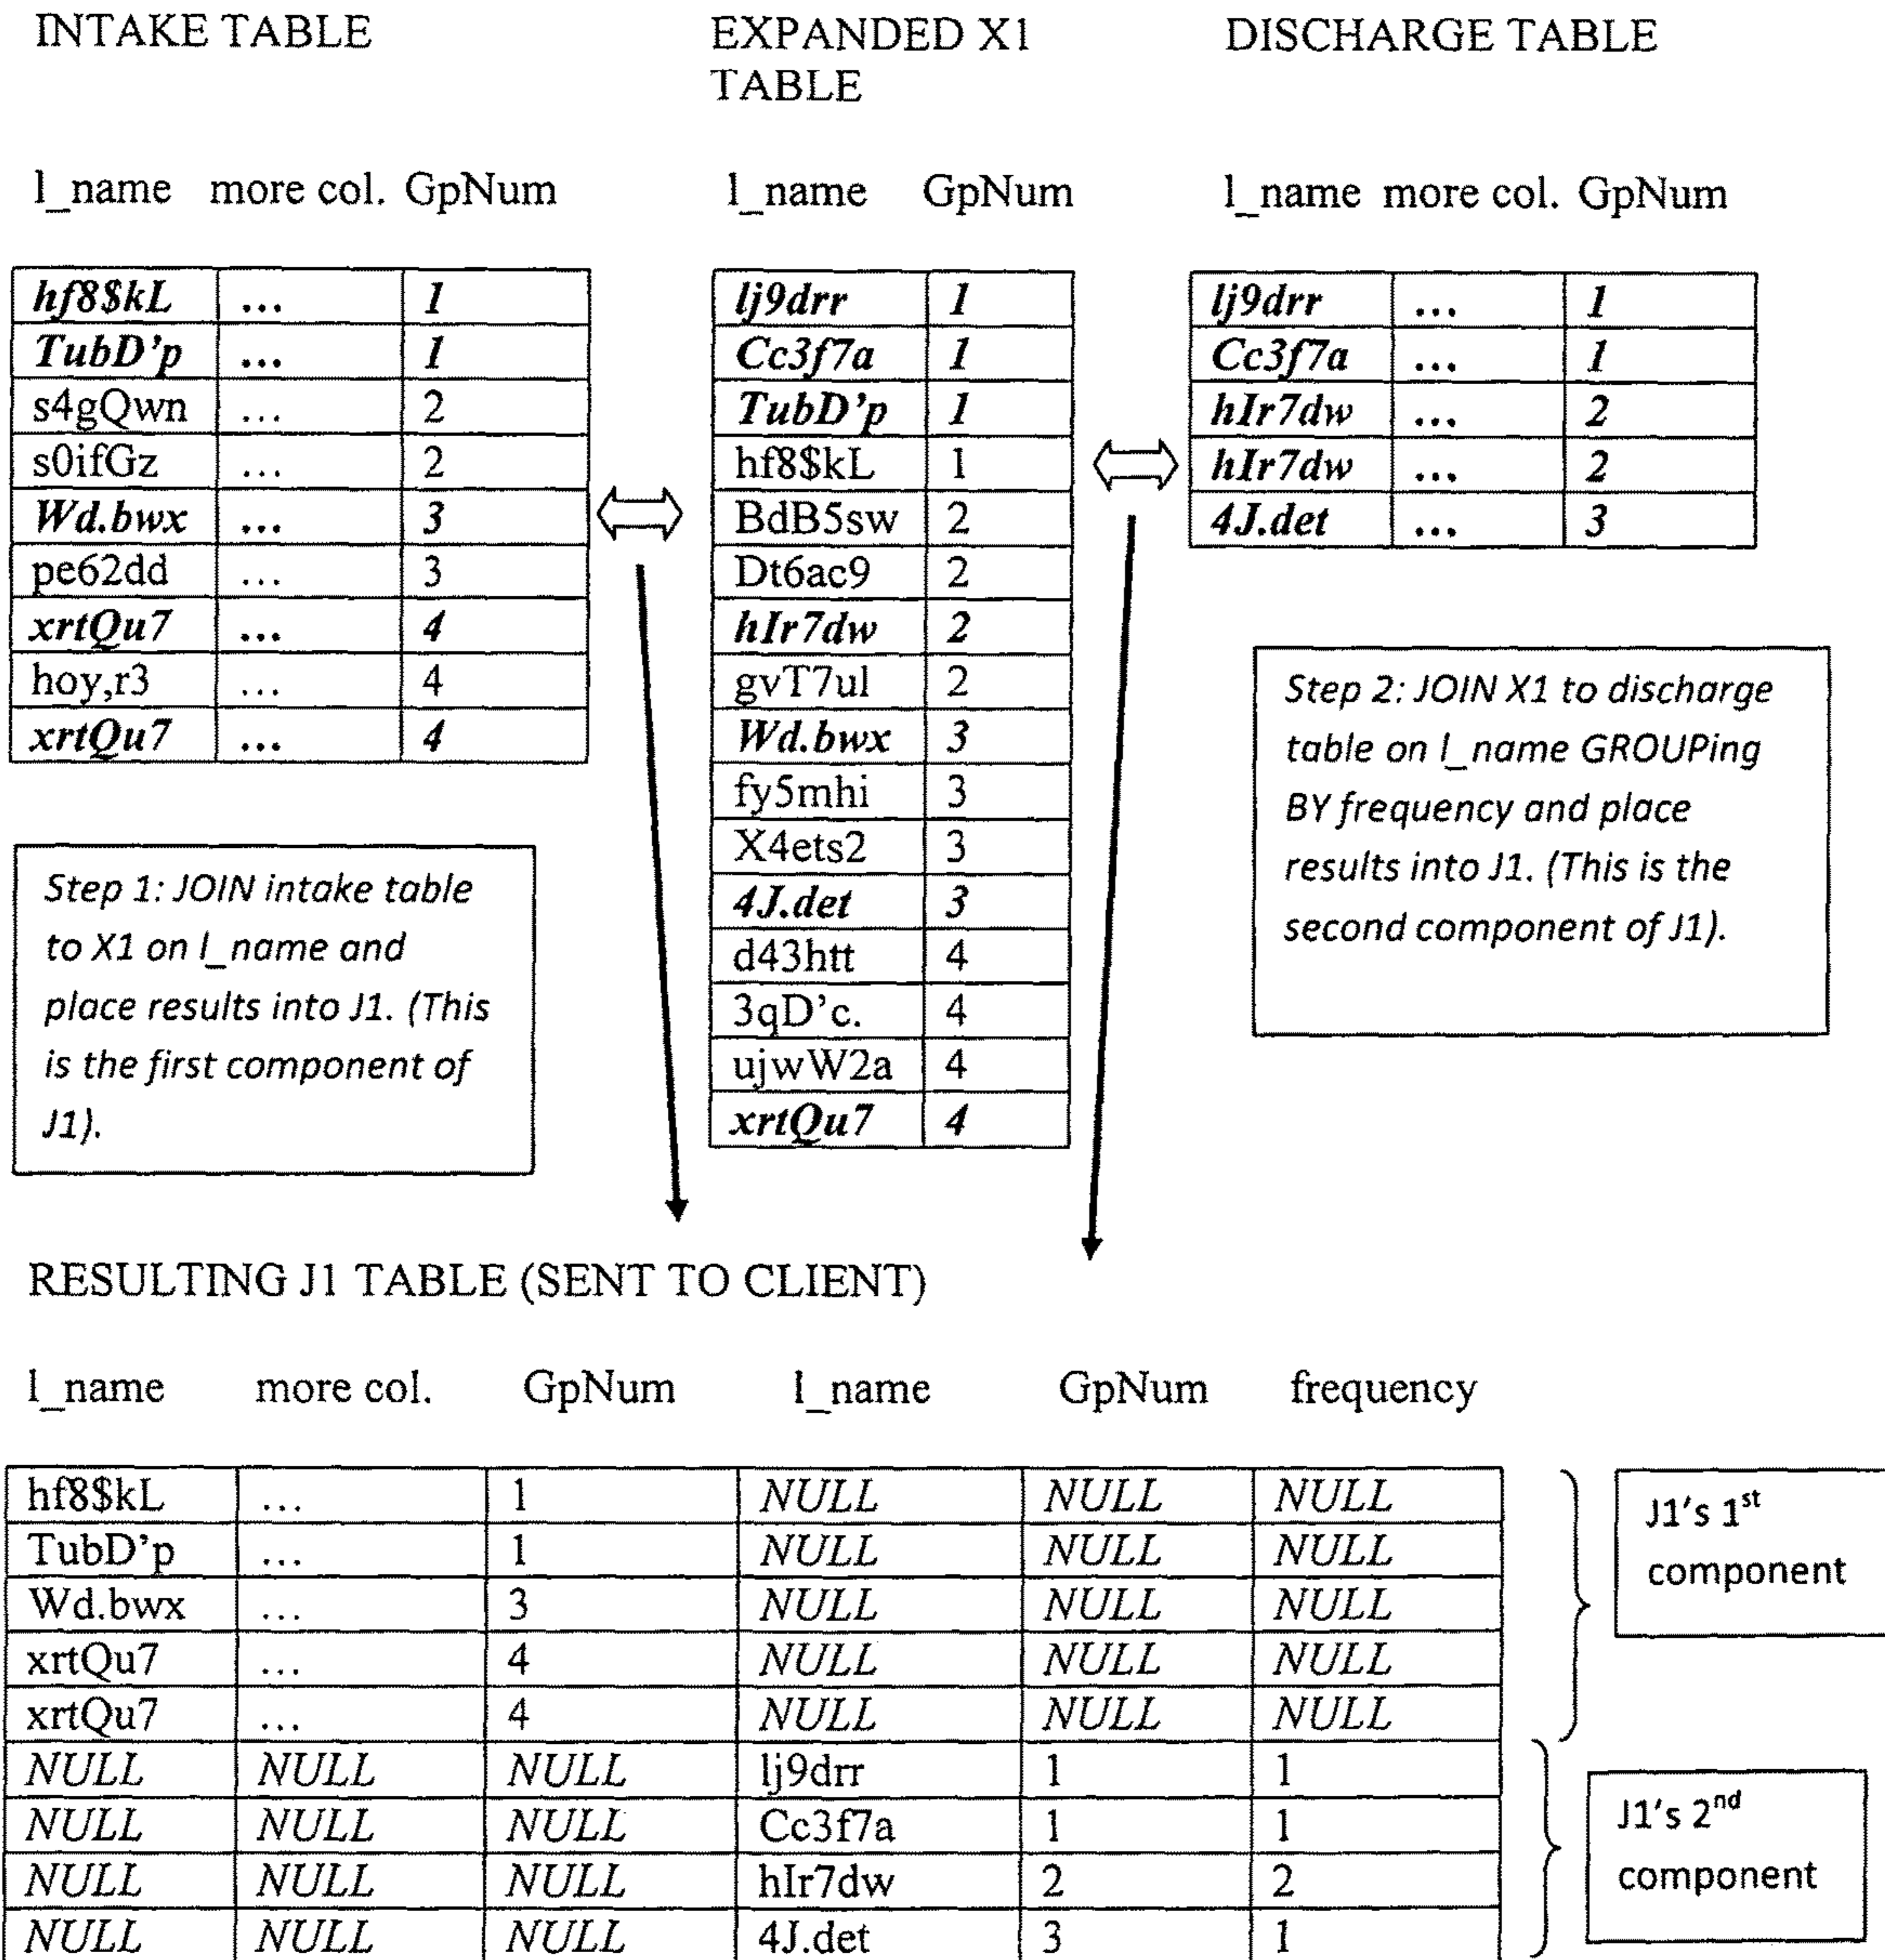 INTAKE TABLE
l_name more col. GpNum
hf8$kL ... 1
TubD’p ... 1
s4gQwn ... 2
s0ifGz ... 2
Wd.bwx ... 3
pe62dd ... 3
xrtQu7 ... 4
hoy,r3 ... 4
xrtQu7 ... 4
Step 1: JOIN intake table
to X1 on l_name and
place results into J1. (This
is the first component of
J1).
EXPANDED X1
TABLE
l_name GpNum
lj9drr 1
Cc3f7a 1
TubD’p 1
hf8$kL 1
BdB5sw 2
Dt6ac9 2
hIr7dw 2
gvT7ul 2
Wd.bwx 3
fy5mhi 3
X4ets2 3
4J.det 3
d43htt 4
3qD’c. 4
ujwW2a 4
xrtQu7 4
DISCHARGE TABLE
l_name more col. GpNum
lj9drr ... 1
Cc3f7a ... 1
hIr7dw ... 2
hIr7dw ... 2
4J.det ... 3
Step 2: JOIN X1 to discharge
table on l_name GROUPing
BY frequency and place
results into J1. (This is the
second component of J1).
RESULTING J1 TABLE (SENT TO CLIENT)
l_name more col. GpNum l_name GpNum frequency
hf8$kL ... 1 NULL NULL NULL
TubD’p ... 1 NULL NULL NULL
Wd.bwx ... 3 NULL NULL NULL
xrtQu7 ... 4 NULL NULL NULL
xrtQu7 ... 4 NULL NULL NULL
NULL NULL NULL lj9drr 1 1
NULL NULL NULL Cc3f7a 1 1
NULL NULL NULL hIr7dw 2 2
NULL NULL NULL 4J.det 3 1
J1’s 1st
component
J1’s 2nd
component